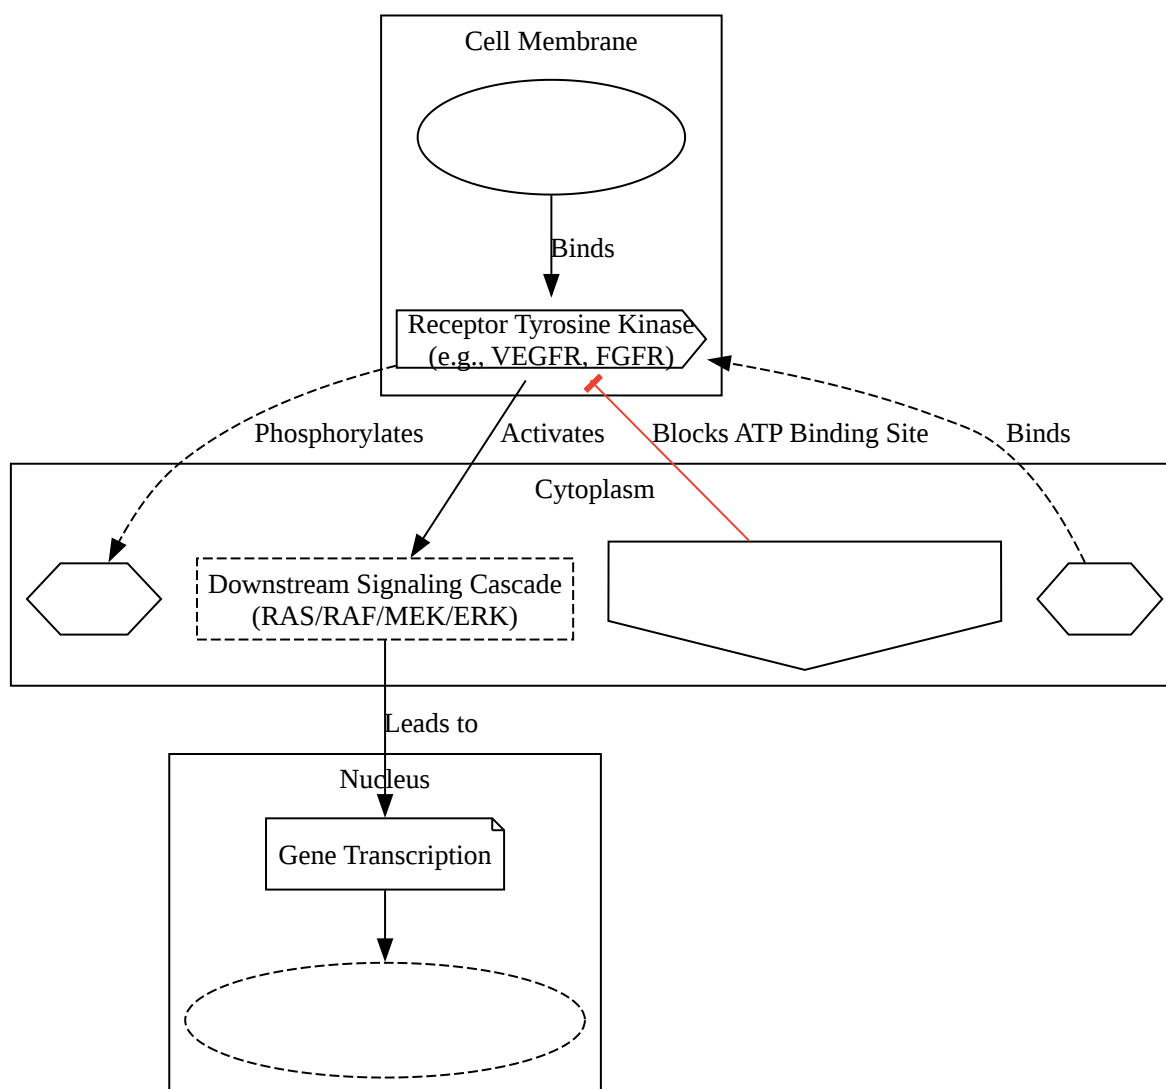 Cell Membrane
Binds
Receptor Tyrosine Kinase
(e.g., VEGFR, FGFR)
Phosphorylates
Activates
Blocks ATP Binding Site
Binds
Cytoplasm
Downstream Signaling Cascade
(RAS/RAF/MEK/ERK)
Leads to
Nucleus
Gene Transcription